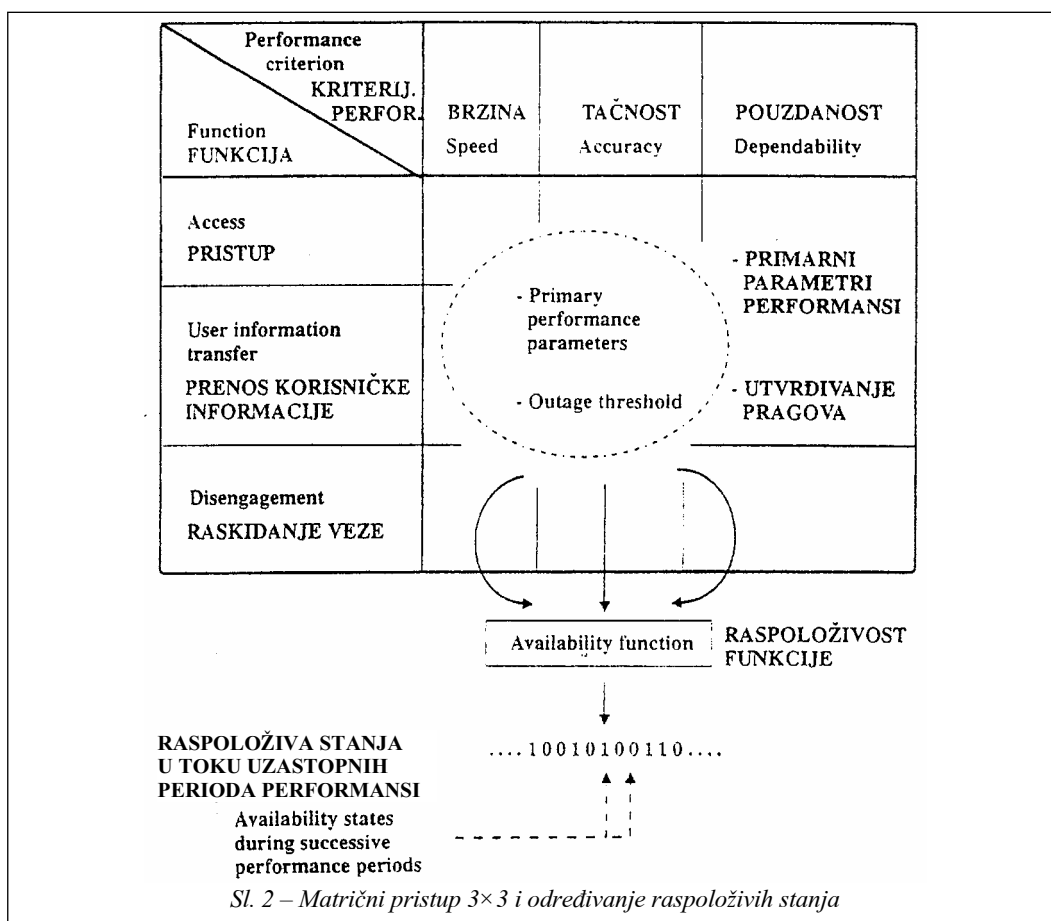 Performance
criterion
KRITERIJ.
PERFOR.
Function
FUNKCIJA
BRZINA
Speed
TAČNOST
Accuracy
POUZDANOST
Dependability
Access
PRISTUP
- Primary
performance
parameters
- PRIMARNI
PARAMETRI
PERFORMANSI
User information
transfer
PRENOS KORISNIČKE
INFORMACIJE
- Outage threshold
- UTVRĐIVANJE
PRAGOVA
Disengagement
RASKIDANJE VEZE
Availability function
RASPOLOŽIVOST
FUNKCIJE
RASPOLOŽIVA STANJA
U TOKU UZASTOPNIH
PERIODA PERFORMANSI
....10010100110....
Availability states
during successive
performance periods
Sl. 2 – Matrični pristup 3×3 i određivanje raspoloživih stanja